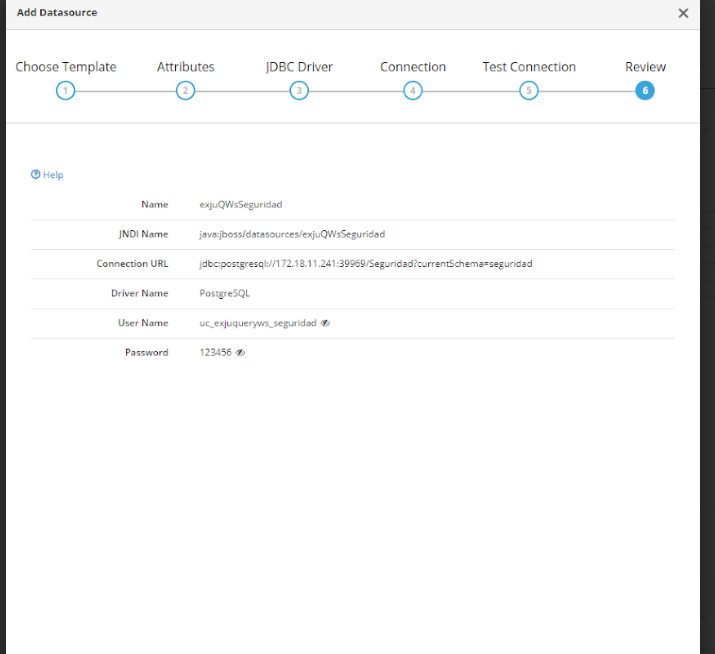 Add Datasource
Choose Template Attributes JDBC Driver Connection Test Connection Review
1 2 3 4 5 6
Help
Name exjuQWsSeguridad
JNDI Name java:jboss/datasources/exjuQWsSeguridad
Connection URL jdbc:postgresql://172.18.11.241:39969/Seguridad?currentSchema=seguridad
Driver Name PostgreSQL
User Name uc_exjuqueryws_seguridad
Password 123456